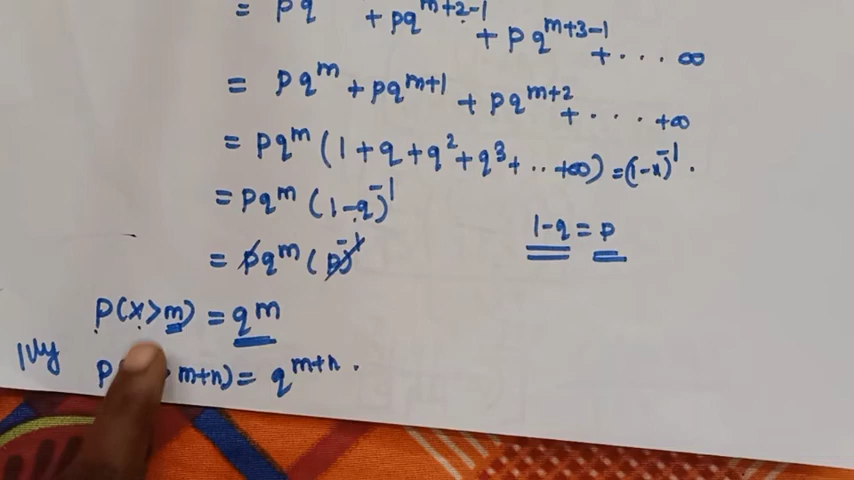 = pq + pq^{m+2-1} + pq^{m+3-1} + .... ∞
= pq^m + pq^{m+1} + pq^{m+2} + .... +∞
= pq^m (1+q+q^2+q^3+...+∞) = (1-x)^{-1}.
= pq^m (1-q)^{-1}
1-q = p
= pq^m (p^{-1})
P(x>m) = q^m
lllly
P( > m+n) = q^{m+n}.